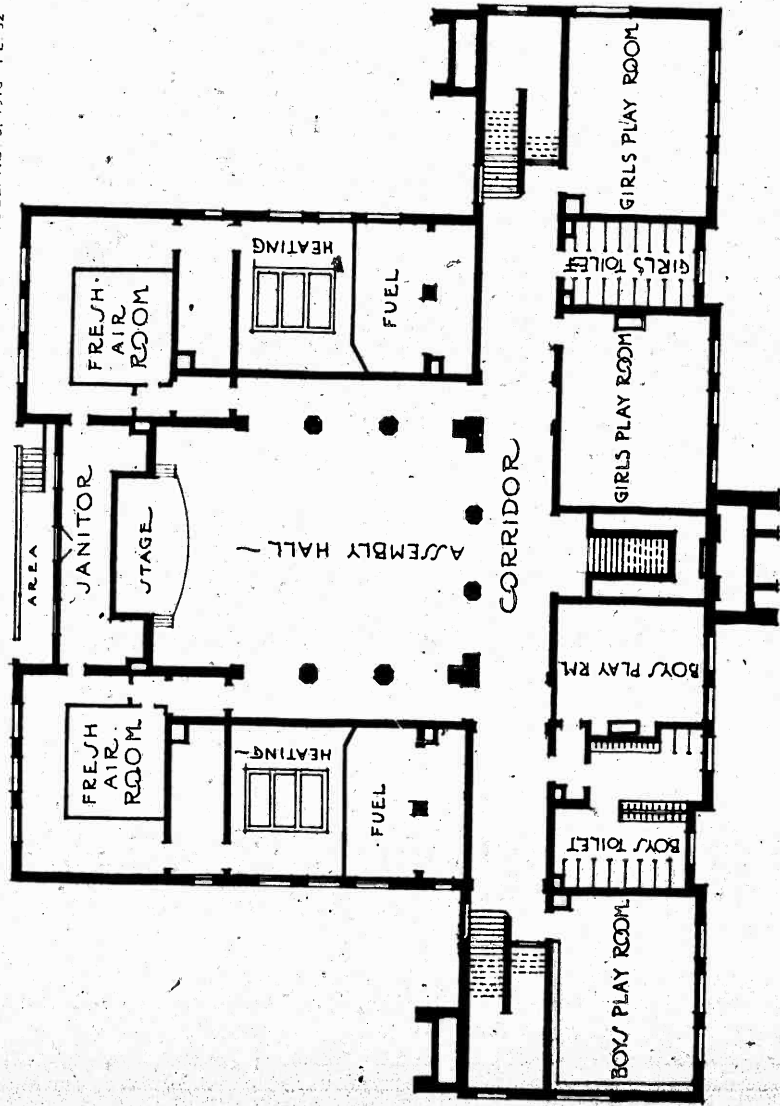 FRESH
AIR
ROOM
HEATING
FUEL
AREA
JANITOR
STAGE
ASSEMBLY HALL
CORRIDOR
FRESH
AIR
ROOM
HEATING
FUEL
GIRLS PLAY ROOM
GIRLS TOILET
GIRLS PLAY ROOM
BOYS PLAY RM.
BOYS TOILET
BOYS PLAY ROOM